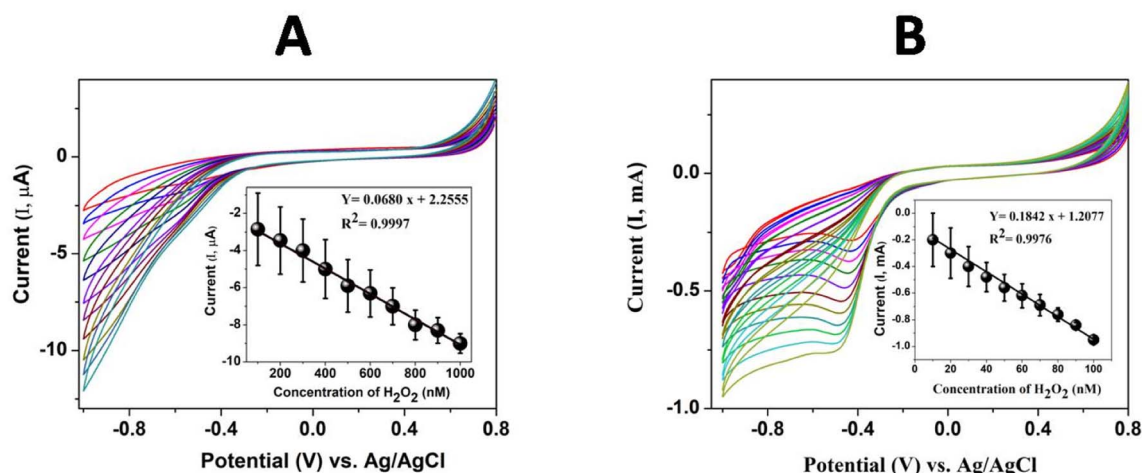 A
B
Current (I, μA)
0
-5
-10
-0.8
-0.4
0.0
0.4
0.8
Potential (V) vs. Ag/AgCl
Y= 0.0680 x + 2.2555
R²= 0.9997
Current (I, μA)
-2
-4
-6
-8
-10
200
400
600
800
1000
Concentration of H₂O₂ (nM)
Current (I, mA)
0.0
-0.5
-1.0
-0.8
-0.4
0.0
0.4
0.8
Potential (V) vs. Ag/AgCl
Y= 0.1842 x + 1.2077
R²= 0.9976
Current (I, mA)
0.0
-0.2
-0.4
-0.6
-0.8
-1.0
0
20
40
60
80
100
Concentration of H₂O₂ (nM)